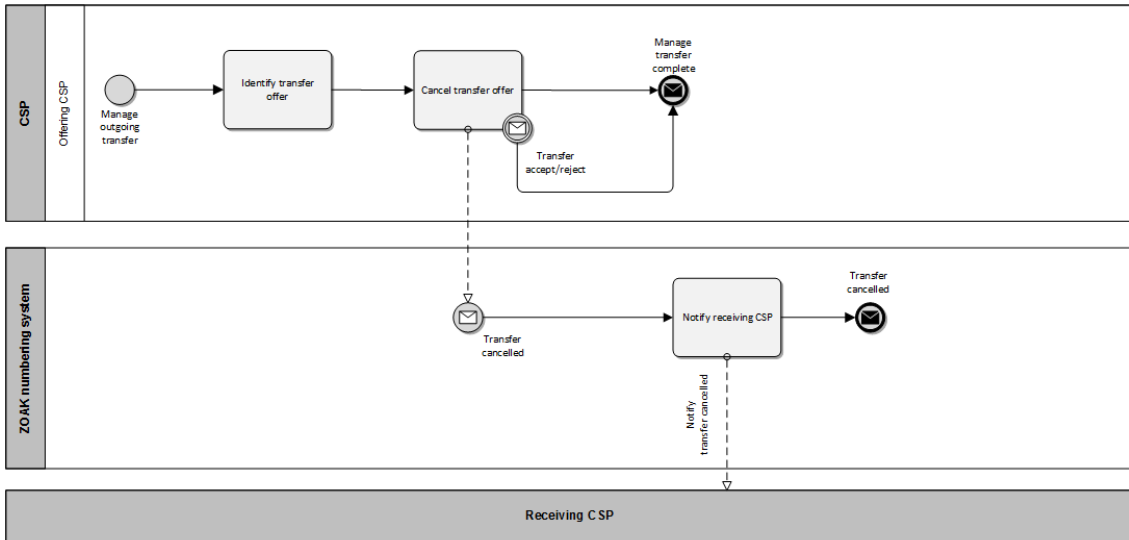 CSP
Offering CSP
Manage
outgoing
transfer
Identify transfer
offer
Cancel transfer offer
Transfer
accept/reject
Manage
transfer
complete
ZOAK numbering system
Transfer
cancelled
Notify receiving CSP
Notify
transfer cancelled
Transfer
cancelled
Receiving CSP